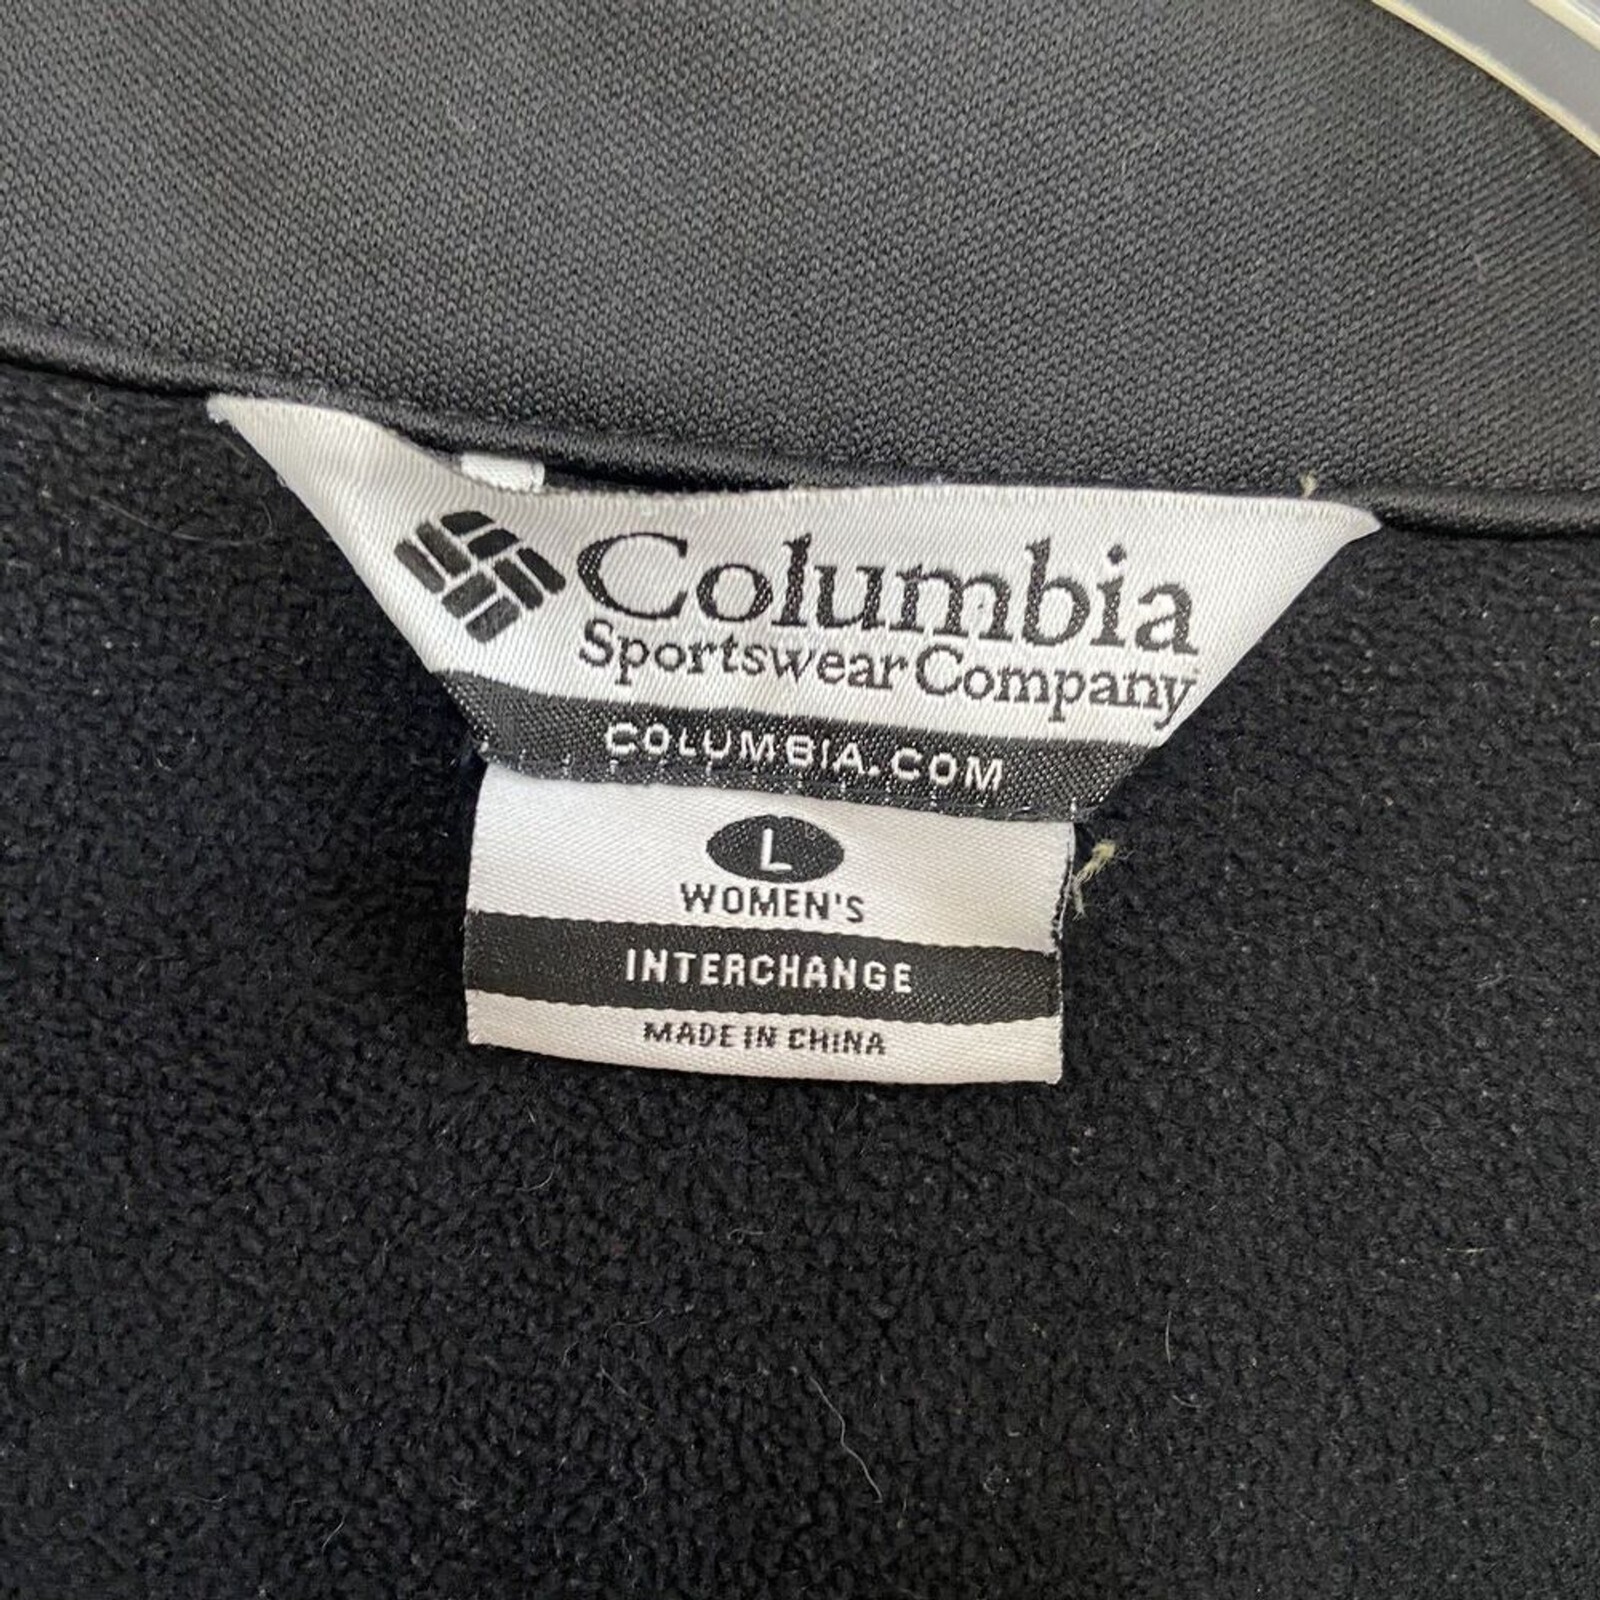 Columbia
Sportswear Company
COLUMBIA.COM
L
WOMEN'S
INTERCHANGE
MADE IN CHINA